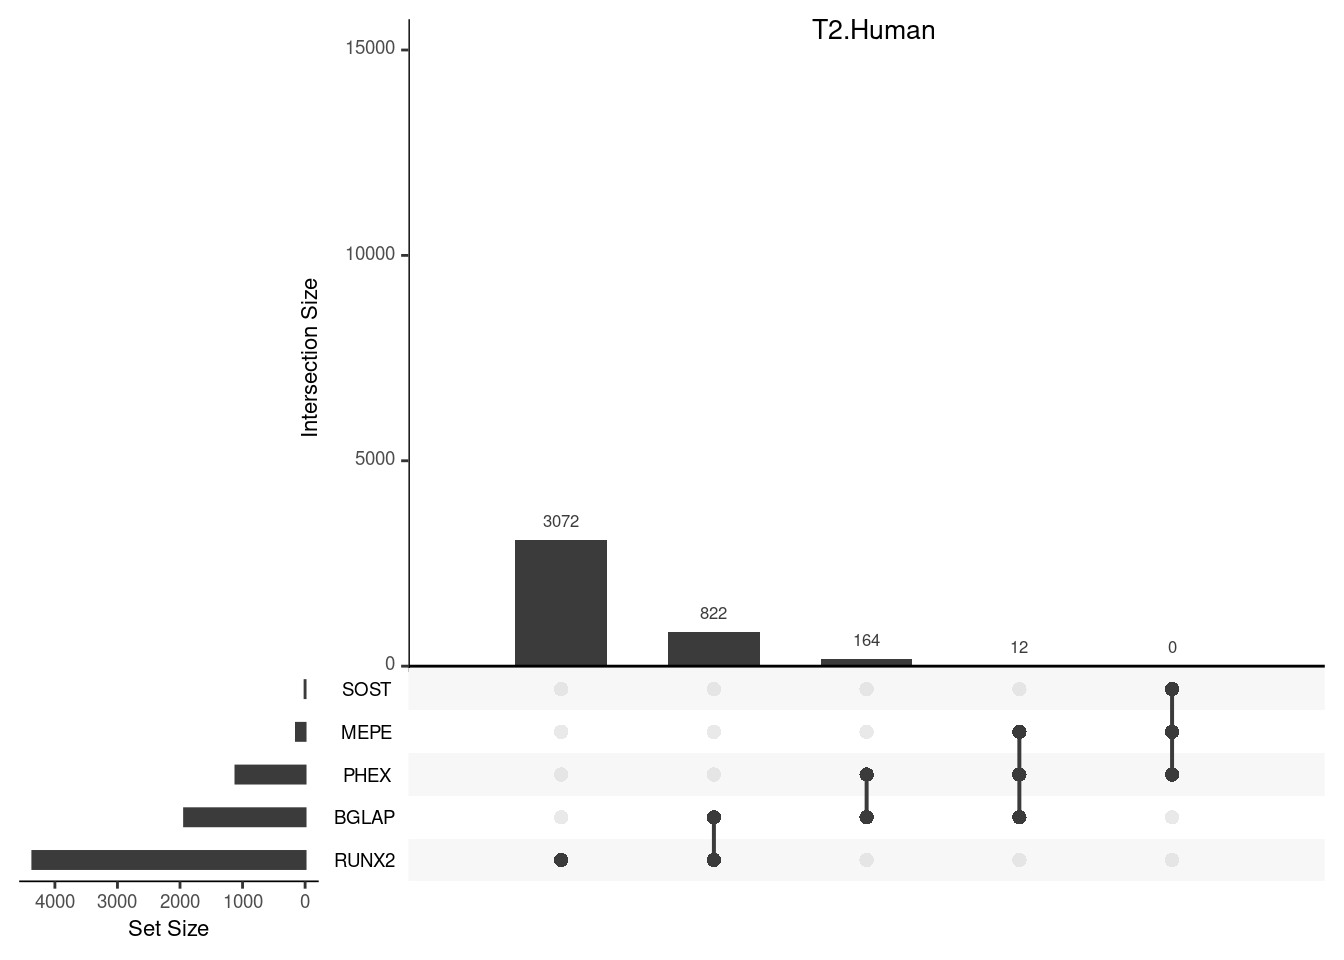 T2.Human
15000
10000
5000
0
Intersection Size
3072
822
164
12
0
SOST
MEPE
PHEX
BGLAP
RUNX2
4000 3000 2000 1000 0
Set Size